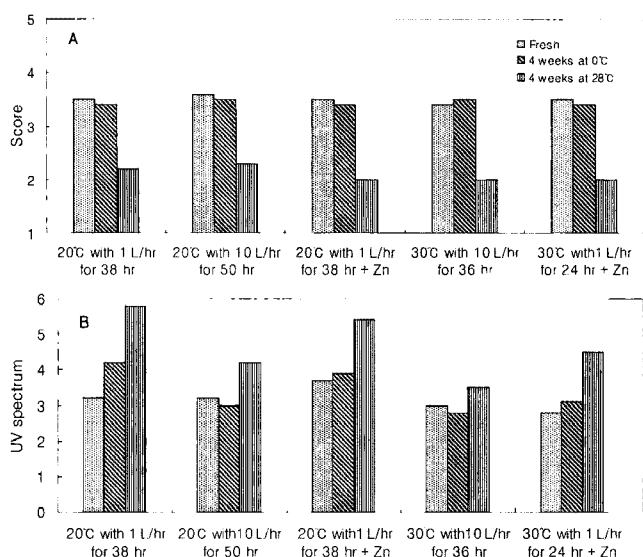 5
A
Fresh
4 weeks at 0℃
4 weeks at 28℃
4
3
2
1
Score
20℃ with 1 L/hr
for 38 hr
20℃ with 10 L/hr
for 50 hr
20℃ with 1 L/hr
38 hr + Zn
30℃ with 10 L/hr
for 36 hr
30℃ with1 L/hr
for 24 hr + Zn
6
B
5
4
3
2
1
0
UV spectrum
20℃ with 1 L/hr
for 38 hr
20℃ with10 L/hr
for 50 hr
20℃ with1 L/hr
38 hr + Zn
30℃ with10 L/hr
for 36 hr
30℃ with 1 L/hr
for 24 hr + Zn